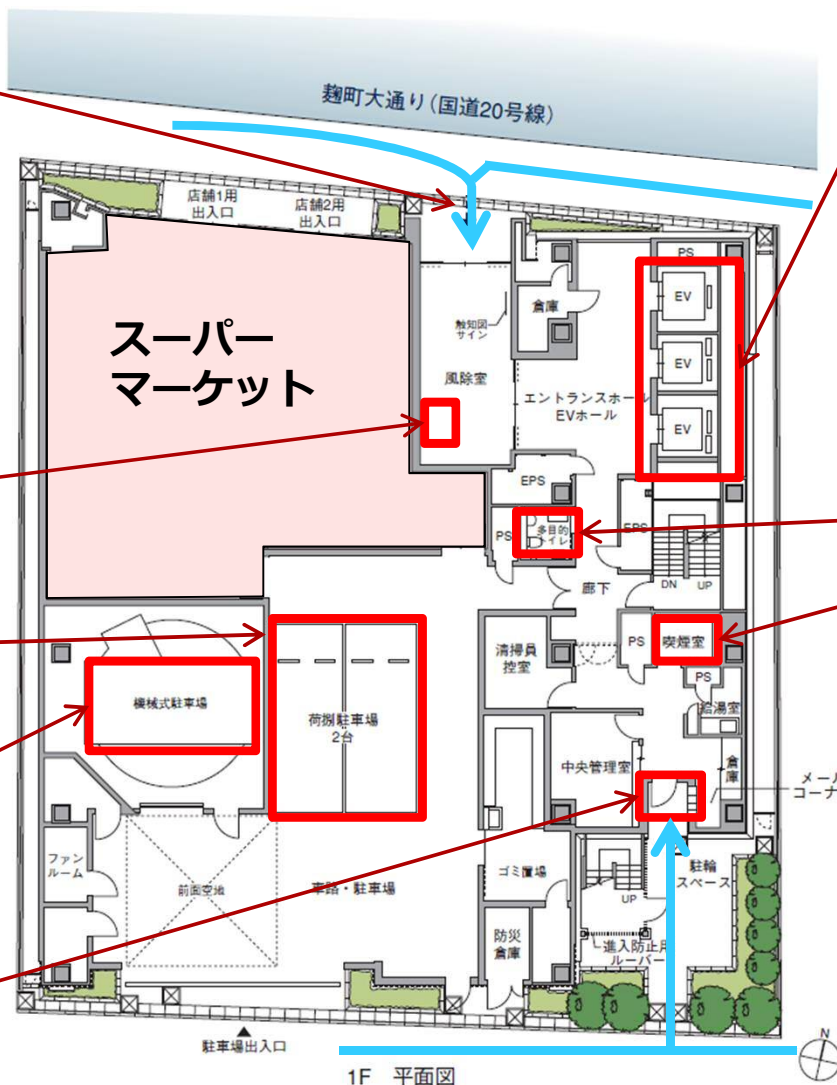 麹町大通り(国道20号線)
店舗1用
出入口
店舗2用
出入口
PS
EV
倉庫
触知図
サイン
スーパー
マーケット
風除室
エントランスホール
EVホール
EV
EV
EPS
PS
多目的
トイレ
EPS
廊下
DN
UP
清掃員
控室
PS
喫煙室
PS
給湯室
機械式駐車場
荷捌駐車場
2台
中央管理室
倉庫
メール
コーナ
ファン
ルーム
前面空地
車路・駐車場
ゴミ置場
駐輪
スペース
UP
防災
倉庫
進入防止用
ルーバー
駐車場出入口
N
1F 平面図